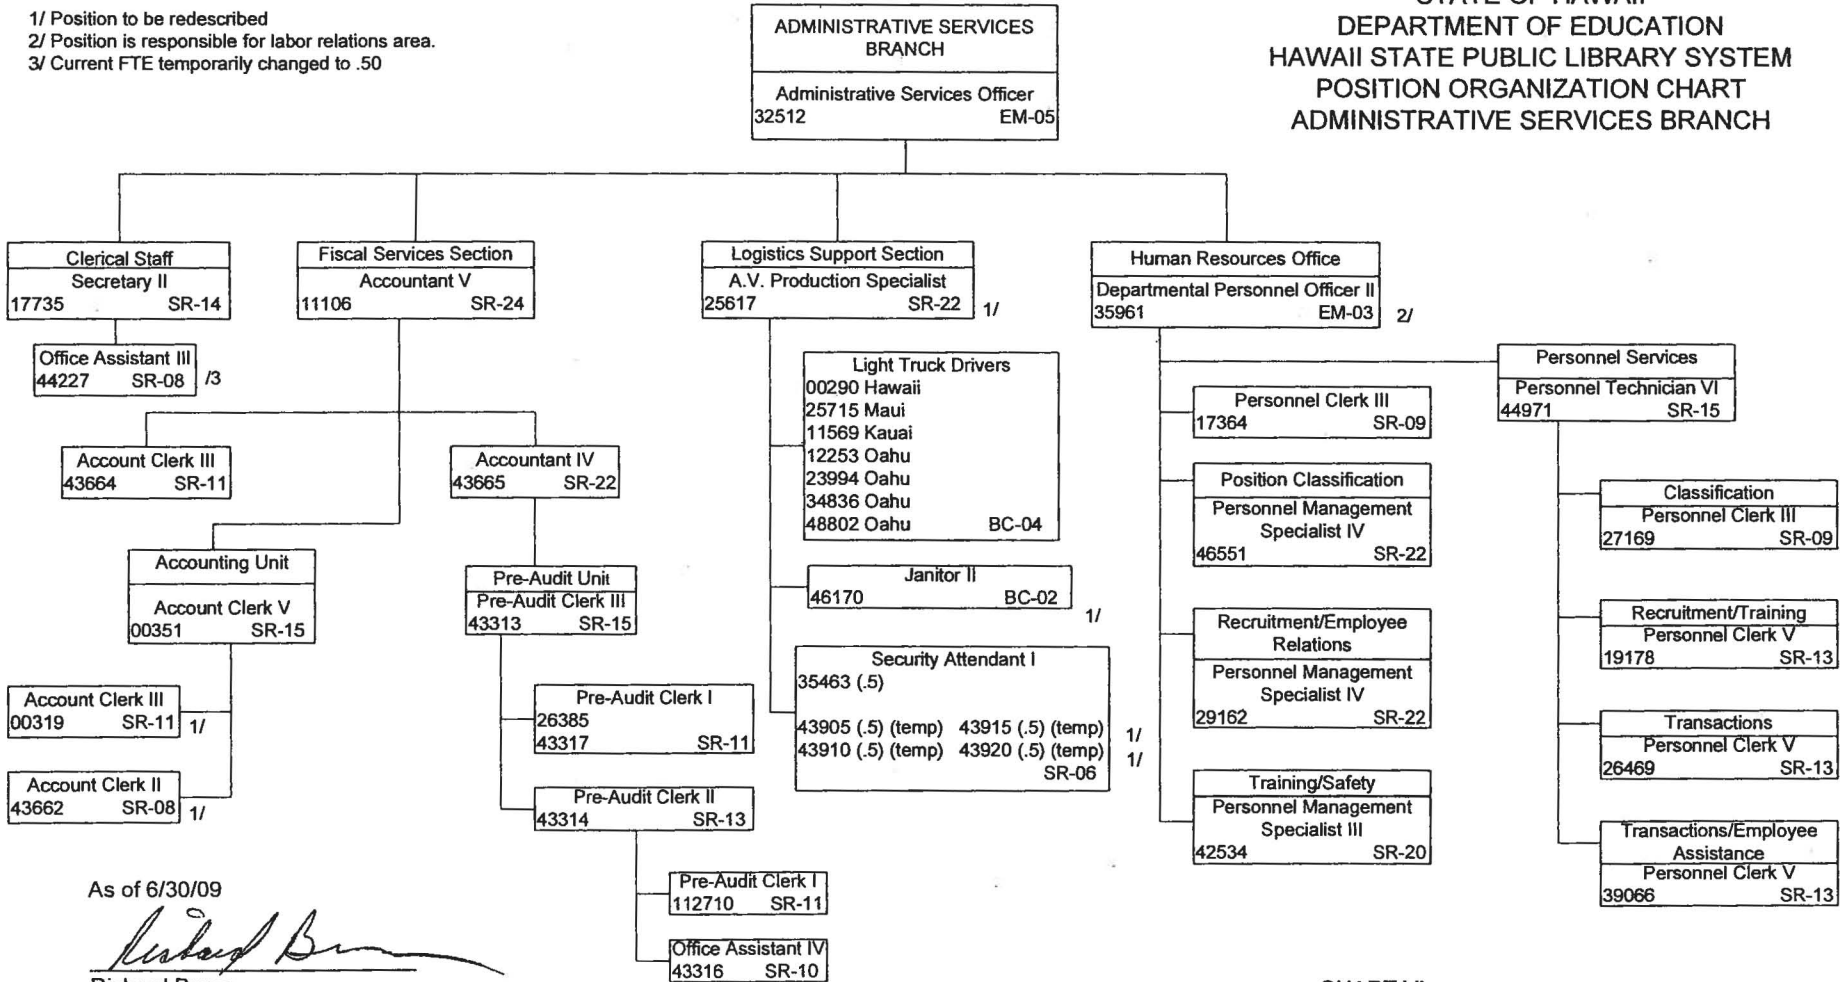 1/ Position to be redescribed
2/ Position is responsible for labor relations area.
3/ Current FTE temporarily changed to .50
STATE OF HAWAII
DEPARTMENT OF EDUCATION
HAWAII STATE PUBLIC LIBRARY SYSTEM
POSITION ORGANIZATION CHART
ADMINISTRATIVE SERVICES BRANCH
ADMINISTRATIVE SERVICES
BRANCH
Administrative Services Officer
32512 EM-05
Clerical Staff
Secretary II
17735 SR-14
Office Assistant III
44227 SR-08 /3
Fiscal Services Section
Accountant V
11106 SR-24
Account Clerk III
43664 SR-11
Accountant IV
43665 SR-22
Accounting Unit
Account Clerk V
00351 SR-15
Account Clerk III
00319 SR-11 1/
Account Clerk II
43662 SR-08 1/
Pre-Audit Unit
Pre-Audit Clerk III
43313 SR-15
Pre-Audit Clerk I
26385
43317 SR-11
Pre-Audit Clerk II
43314 SR-13
Pre-Audit Clerk I
112710 SR-11
Office Assistant IV
43316 SR-10
Logistics Support Section
A.V. Production Specialist
25617 SR-22 1/
Light Truck Drivers
00290 Hawaii
25715 Maui
11569 Kauai
12253 Oahu
23994 Oahu
34836 Oahu
48802 Oahu BC-04
Janitor II
46170 BC-02
1/
Security Attendant I
35463 (.5)
43905 (.5) (temp) 43915 (.5) (temp) 1/
43910 (.5) (temp) 43920 (.5) (temp) 1/
SR-06
Human Resources Office
Departmental Personnel Officer II
35961 EM-03 2/
Personnel Clerk III
17364 SR-09
Position Classification
Personnel Management
Specialist IV
46551 SR-22
Recruitment/Employee
Relations
Personnel Management
Specialist IV
29162 SR-22
Training/Safety
Personnel Management
Specialist III
42534 SR-20
Personnel Services
Personnel Technician VI
44971 SR-15
Classification
Personnel Clerk III
27169 SR-09
Recruitment/Training
Personnel Clerk V
19178 SR-13
Transactions
Personnel Clerk V
26469 SR-13
Transactions/Employee
Assistance
Personnel Clerk V
39066 SR-13
As of 6/30/09
Richard